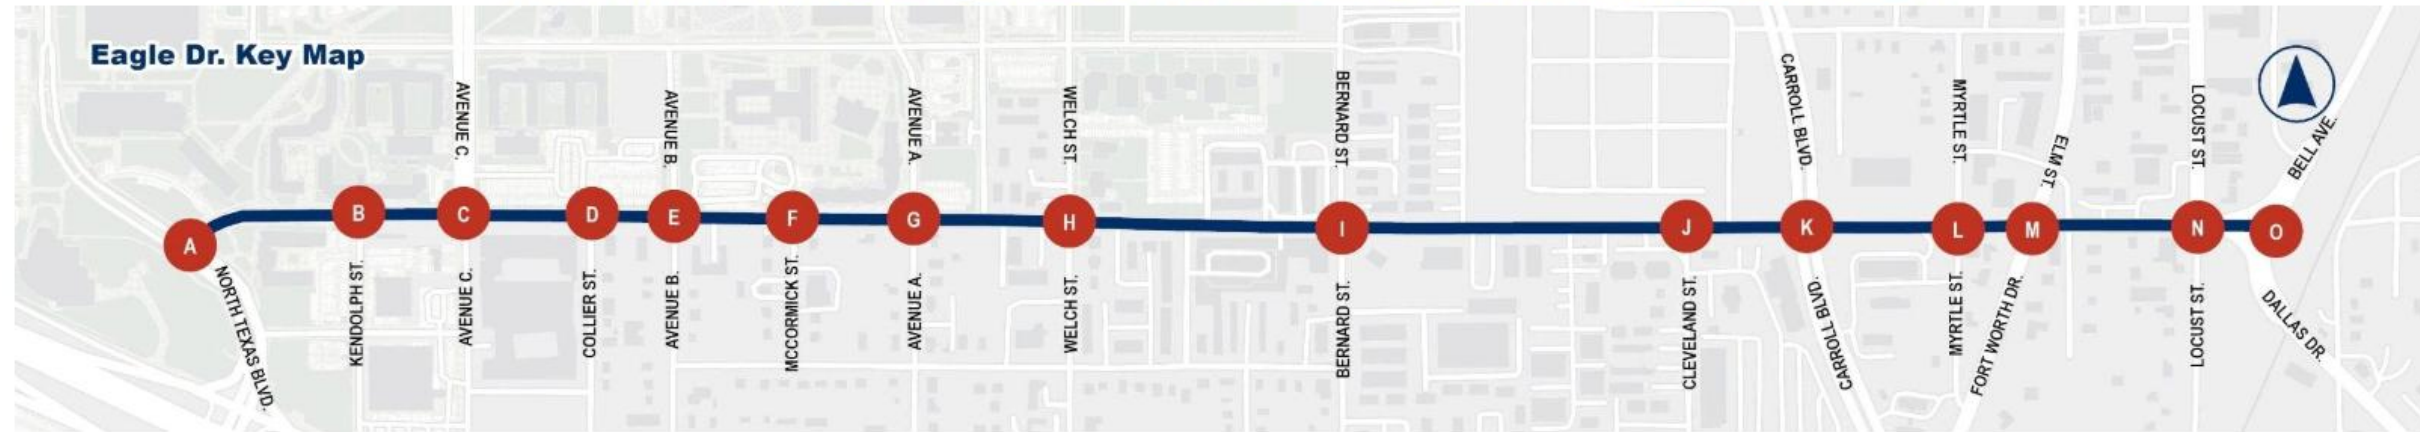 Eagle Dr. Key Map
AVENUE C.
AVENUE B.
AVENUE A.
WELCH ST.
BERNARD ST.
CARROLL BLVD.
MYRTLE ST.
ELM ST.
LOCUST ST.
BELL AVE.
A
B
C
D
E
F
G
H
I
J
K
L
M
N
O
NORTH TEXAS BLVD.
KENDOLPH ST.
AVENUE C.
COLLIER ST.
AVENUE B.
MCCORMICK ST.
AVENUE A.
WELCH ST.
BERNARD ST.
CLEVELAND ST.
CARROLL BLVD.
MYRTLE ST.
FORT WORTH DR.
LOCUST ST.
DALLAS DR.